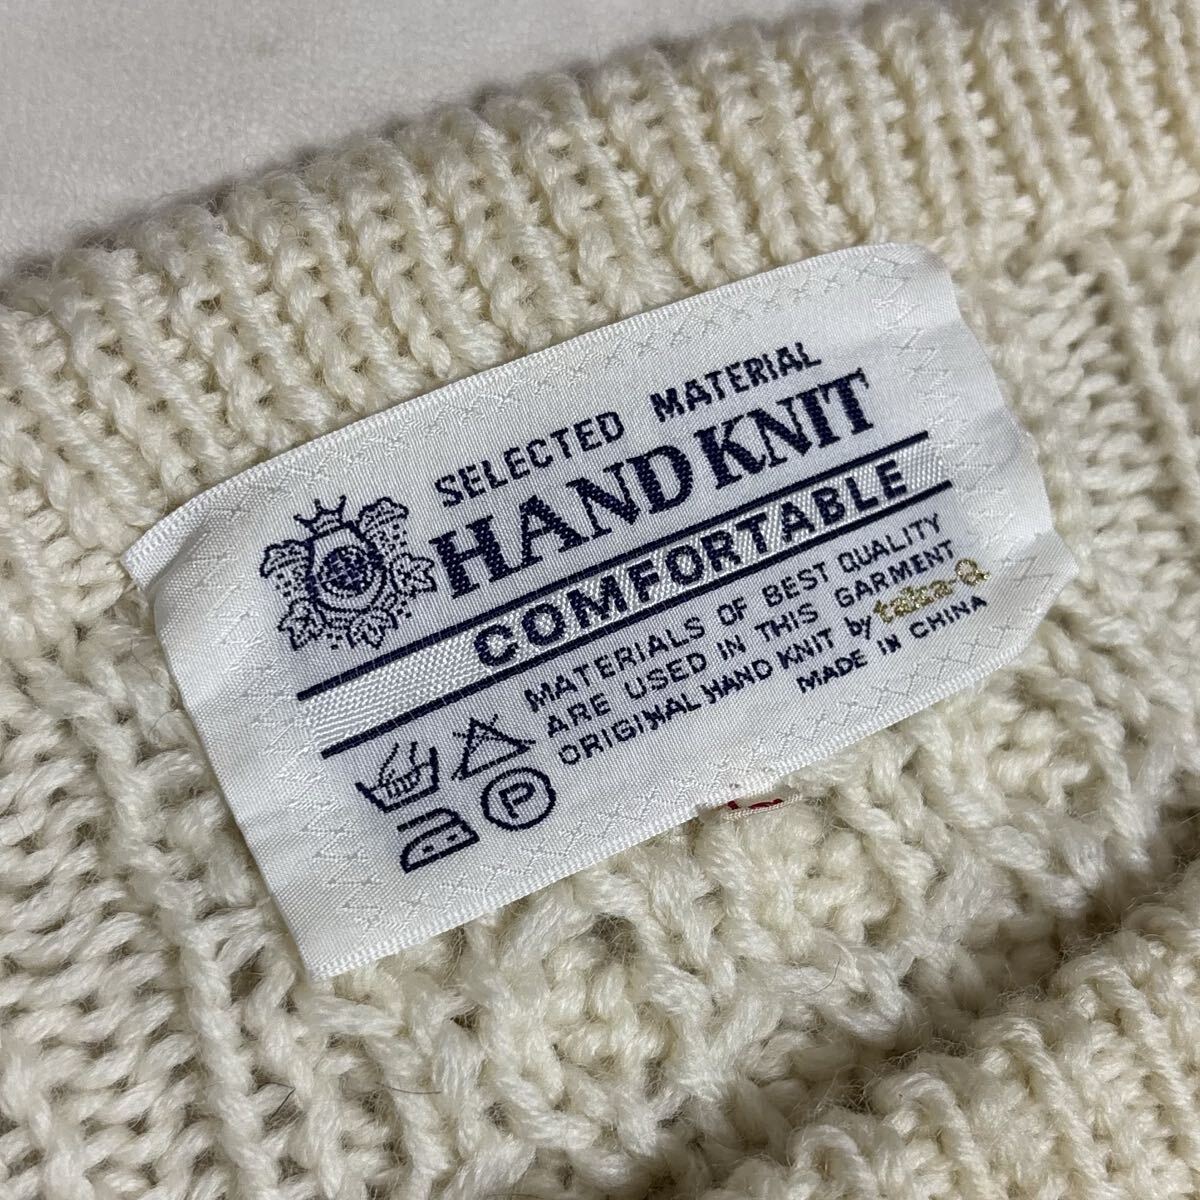 SELECTED MATERIAL
HAND KNIT
COMFORTABLE
MATERIALS OF BEST QUALITY
ARE USED IN THIS GARMENT
ORIGINAL HAND KNIT by
MADE IN CHINA
P